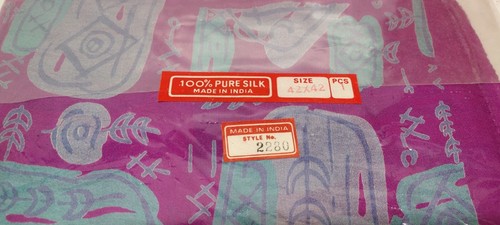 100% PURE SILK
MADE IN INDIA
SIZE
42X42
PCS
1
MADE IN INDIA
STYLE No.
2280